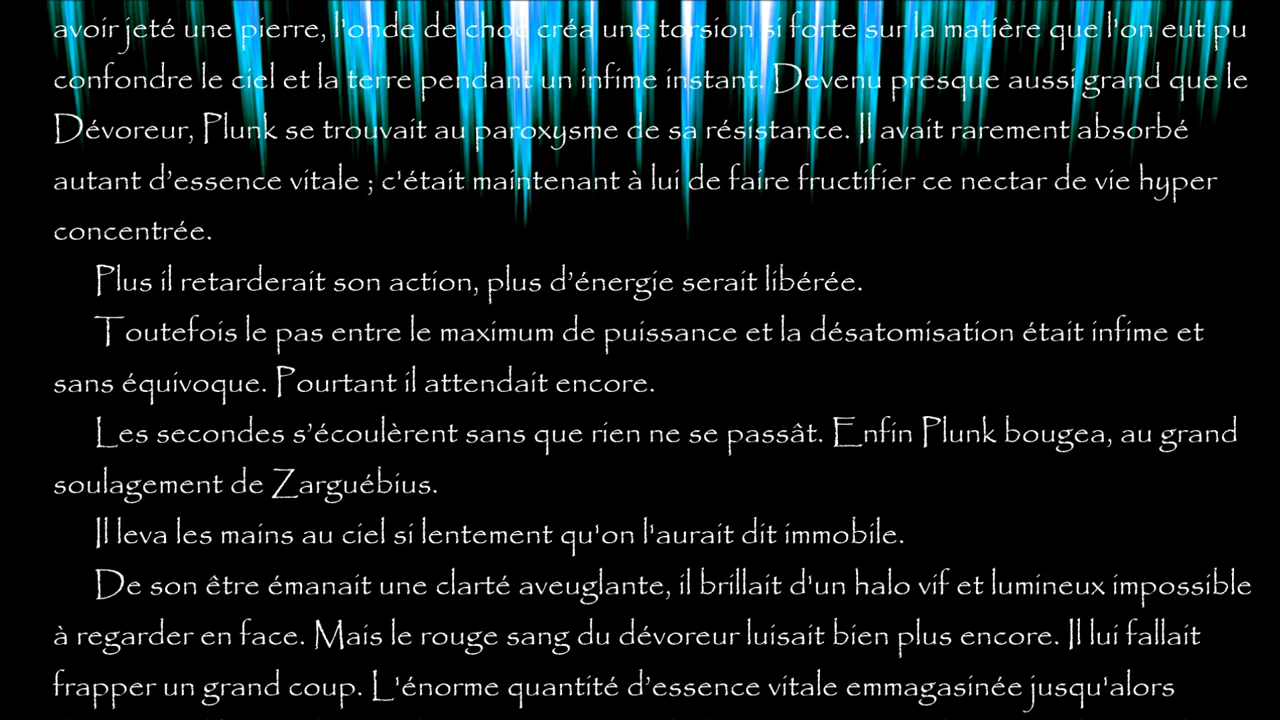 avoir jeté une pierre, l'onde de choc créa une torsion si forte sur la matière que l'on eut pu
confondre le ciel et la terre pendant un infime instant. Devenu presque aussi grand que le
Dévoreur, Plunk se trouvait au paroxysme de sa résistance. Il avait rarement absorbé
autant d’essence vitale ; c'était maintenant à lui de faire fructifier ce nectar de vie hyper
concentrée.
Plus il retarderait son action, plus d’énergie serait libérée.
Toutefois le pas entre le maximum de puissance et la désatomisation était infime et
sans équivoque. Pourtant il attendait encore.
Les secondes s’écoulèrent sans que rien ne se passât. Enfin Plunk bougea, au grand
soulagement de Zarguébius.
Il leva les mains au ciel si lentement qu'on l'aurait dit immobile.
De son être émanait une clarté aveuglante, il brillait d'un halo vif et lumineux impossible
à regarder en face. Mais le rouge sang du dévoreur luisait bien plus encore. Il lui fallait
frapper un grand coup. L'énorme quantité d’essence vitale emmagasinée jusqu'alors